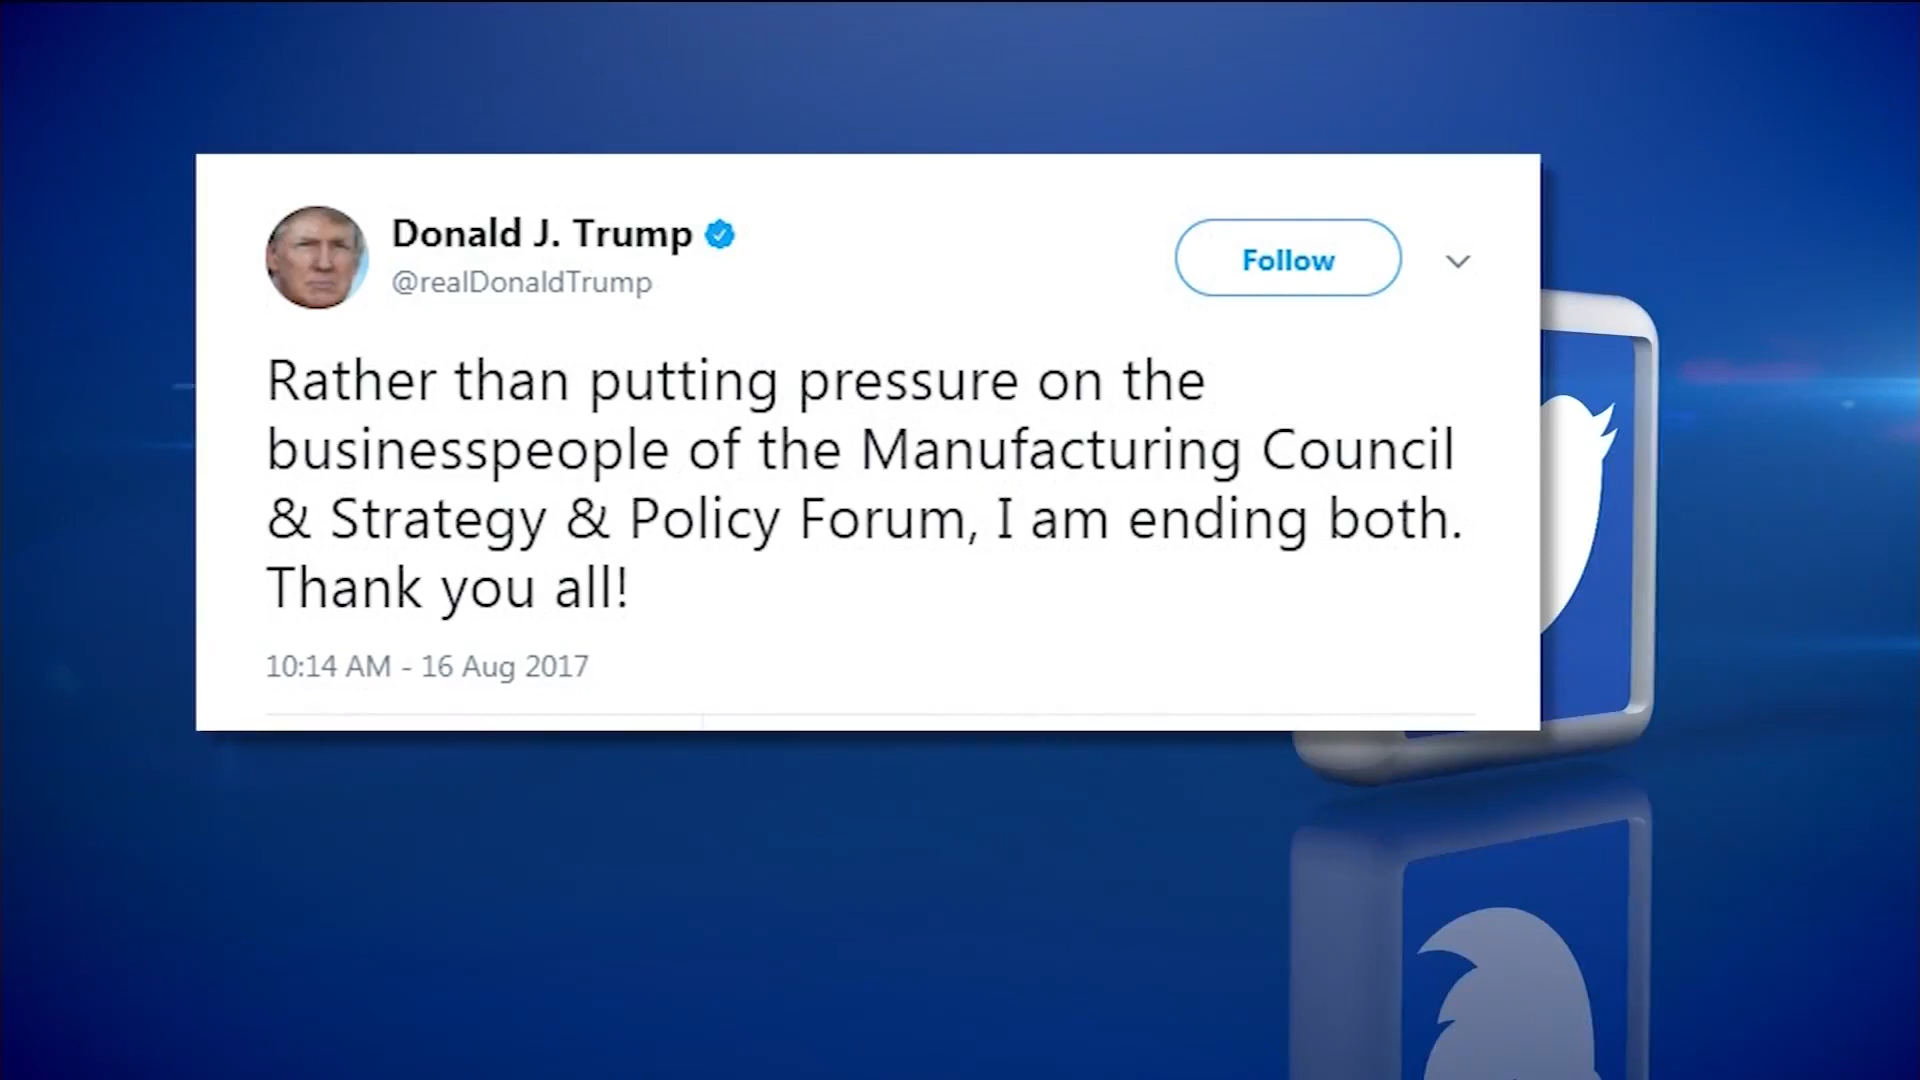 Donald J. Trump
@realDonaldTrump
Follow
Rather than putting pressure on the
businesspeople of the Manufacturing Council
& Strategy & Policy Forum, I am ending both.
Thank you all!
10:14 AM - 16 Aug 2017